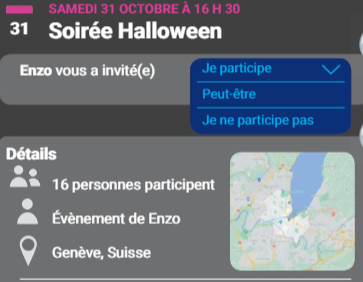 SAMEDI 31 OCTOBRE À 16 H 30
31 Soirée Halloween
Enzo vous a invité(e)
Je participe
Peut-être
Je ne participe pas
Détails
16 personnes participent
Évènement de Enzo
Genève, Suisse